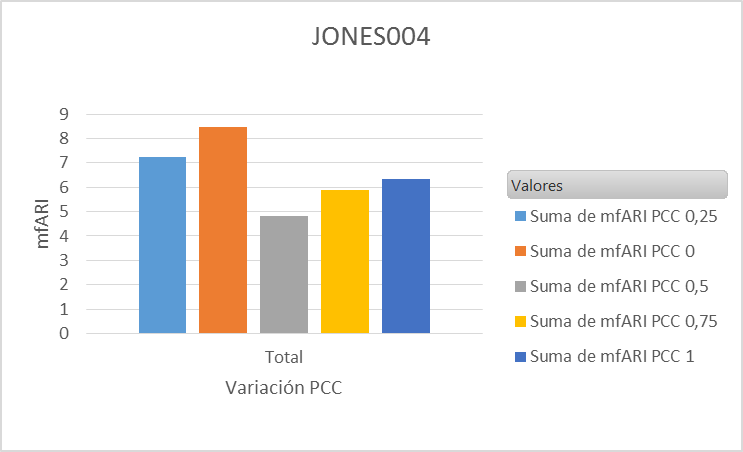 JONES004
9
8
7
6
5
4
3
2
1
0
mfARI
Total
Variación PCC
Valores
Suma de mfARI PCC 0,25
Suma de mfARI PCC 0
Suma de mfARI PCC 0,5
Suma de mfARI PCC 0,75
Suma de mfARI PCC 1